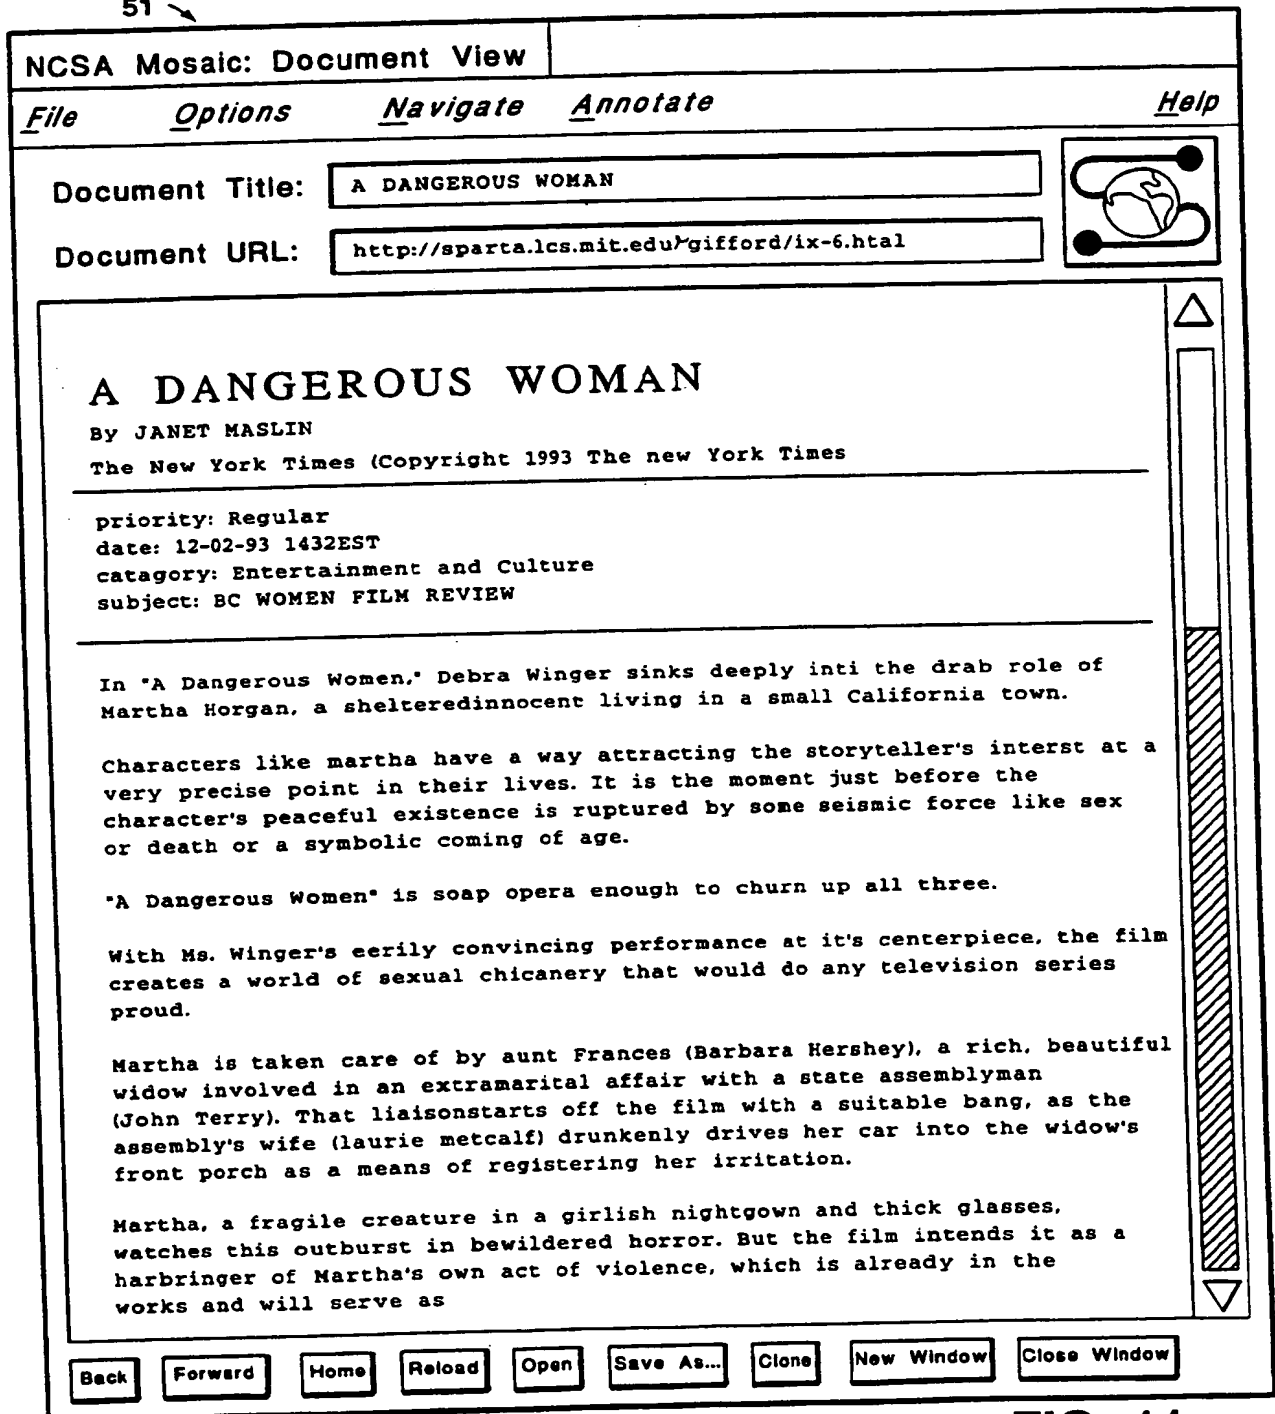 51
NCSA Mosaic: Document View
File Options Navigate Annotate Help
Document Title: A DANGEROUS WOMAN
Document URL: http://sparta.lcs.mit.edu/~gifford/ix-6.htal
A DANGEROUS WOMAN
By JANET MASLIN
The New York Times (Copyright 1993 The new York Times
priority: Regular
date: 12-02-93 1432EST
catagory: Entertainment and Culture
subject: BC WOMEN FILM REVIEW
In "A Dangerous Women," Debra Winger sinks deeply inti the drab role of
Martha Horgan, a shelteredinnocent living in a small California town.
Characters like martha have a way attracting the storyteller's interst at a
very precise point in their lives. It is the moment just before the
character's peaceful existence is ruptured by some seismic force like sex
or death or a symbolic coming of age.
"A Dangerous Women" is soap opera enough to churn up all three.
With Ms. Winger's eerily convincing performance at it's centerpiece, the film
creates a world of sexual chicanery that would do any television series
proud.
Martha is taken care of by aunt Frances (Barbara Hershey), a rich, beautiful
widow involved in an extramarital affair with a state assemblyman
(John Terry). That liaisonstarts off the film with a suitable bang, as the
assembly's wife (laurie metcalf) drunkenly drives her car into the widow's
front porch as a means of registering her irritation.
Martha, a fragile creature in a girlish nightgown and thick glasses,
watches this outburst in bewildered horror. But the film intends it as a
harbringer of Martha's own act of violence, which is already in the
works and will serve as
Back Forward Home Reload Open Save As... Clone New Window Close Window